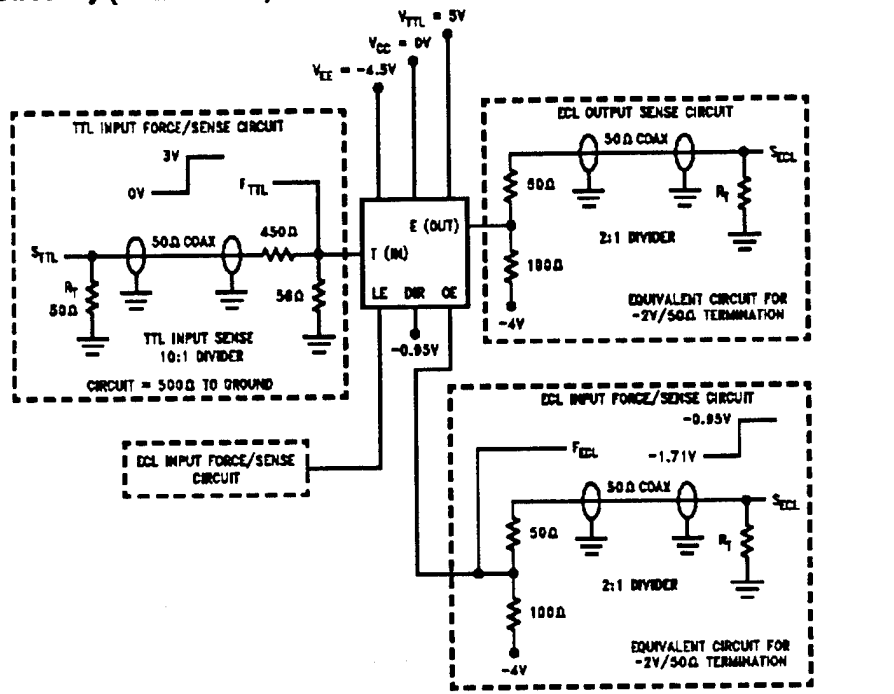 V_TTL = 5V
V_CC = 0V
V_EE = -4.5V
TTL INPUT FORCE/SENSE CIRCUIT
3V
0V
F_TTL
S_TTL
50Ω COAX
450Ω
R_T
50Ω
50Ω
TTL INPUT SENSE
10:1 DIVIDER
CIRCUIT = 500Ω TO GROUND
E (OUT)
T (IN)
LE DIR OE
-0.95V
ECL OUTPUT SENSE CIRCUIT
50Ω COAX
S_ECL
50Ω
R_T
2:1 DIVIDER
100Ω
-4V
EQUIVALENT CIRCUIT FOR
-2V/50Ω TERMINATION
ECL INPUT FORCE/SENSE
CIRCUIT
ECL INPUT FORCE/SENSE CIRCUIT
-0.95V
F_ECL
-1.71V
50Ω COAX
S_ECL
50Ω
R_T
2:1 DIVIDER
100Ω
-4V
EQUIVALENT CIRCUIT FOR
-2V/50Ω TERMINATION